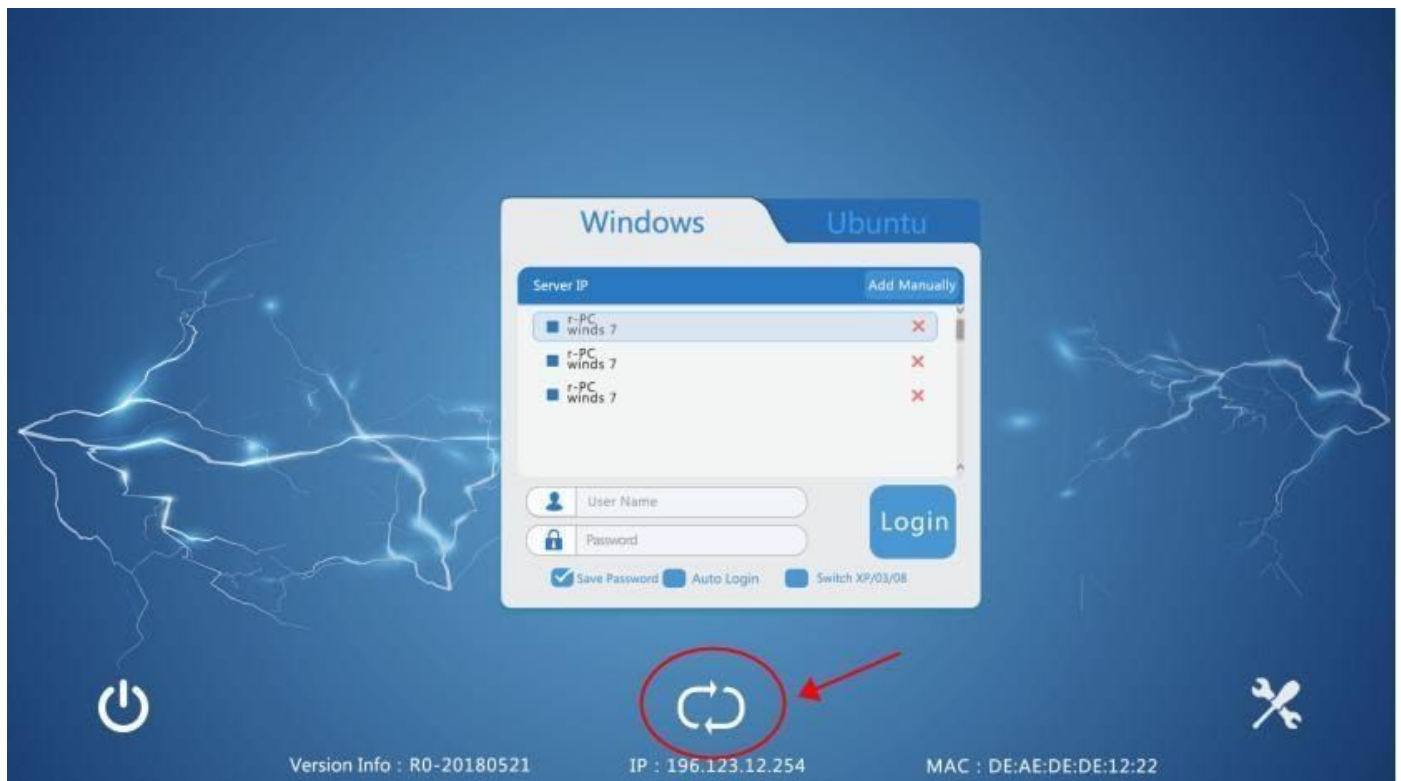 Windows Ubuntu
Server IP Add Manually
r-PC
winds 7
r-PC
winds 7
r-PC
winds 7
User Name
Password
Login
Save Password Auto Login Switch XP/03/08
Version Info : R0-20180521 IP : 196.123.12.254 MAC : DE:AE:DE:DE:12:22